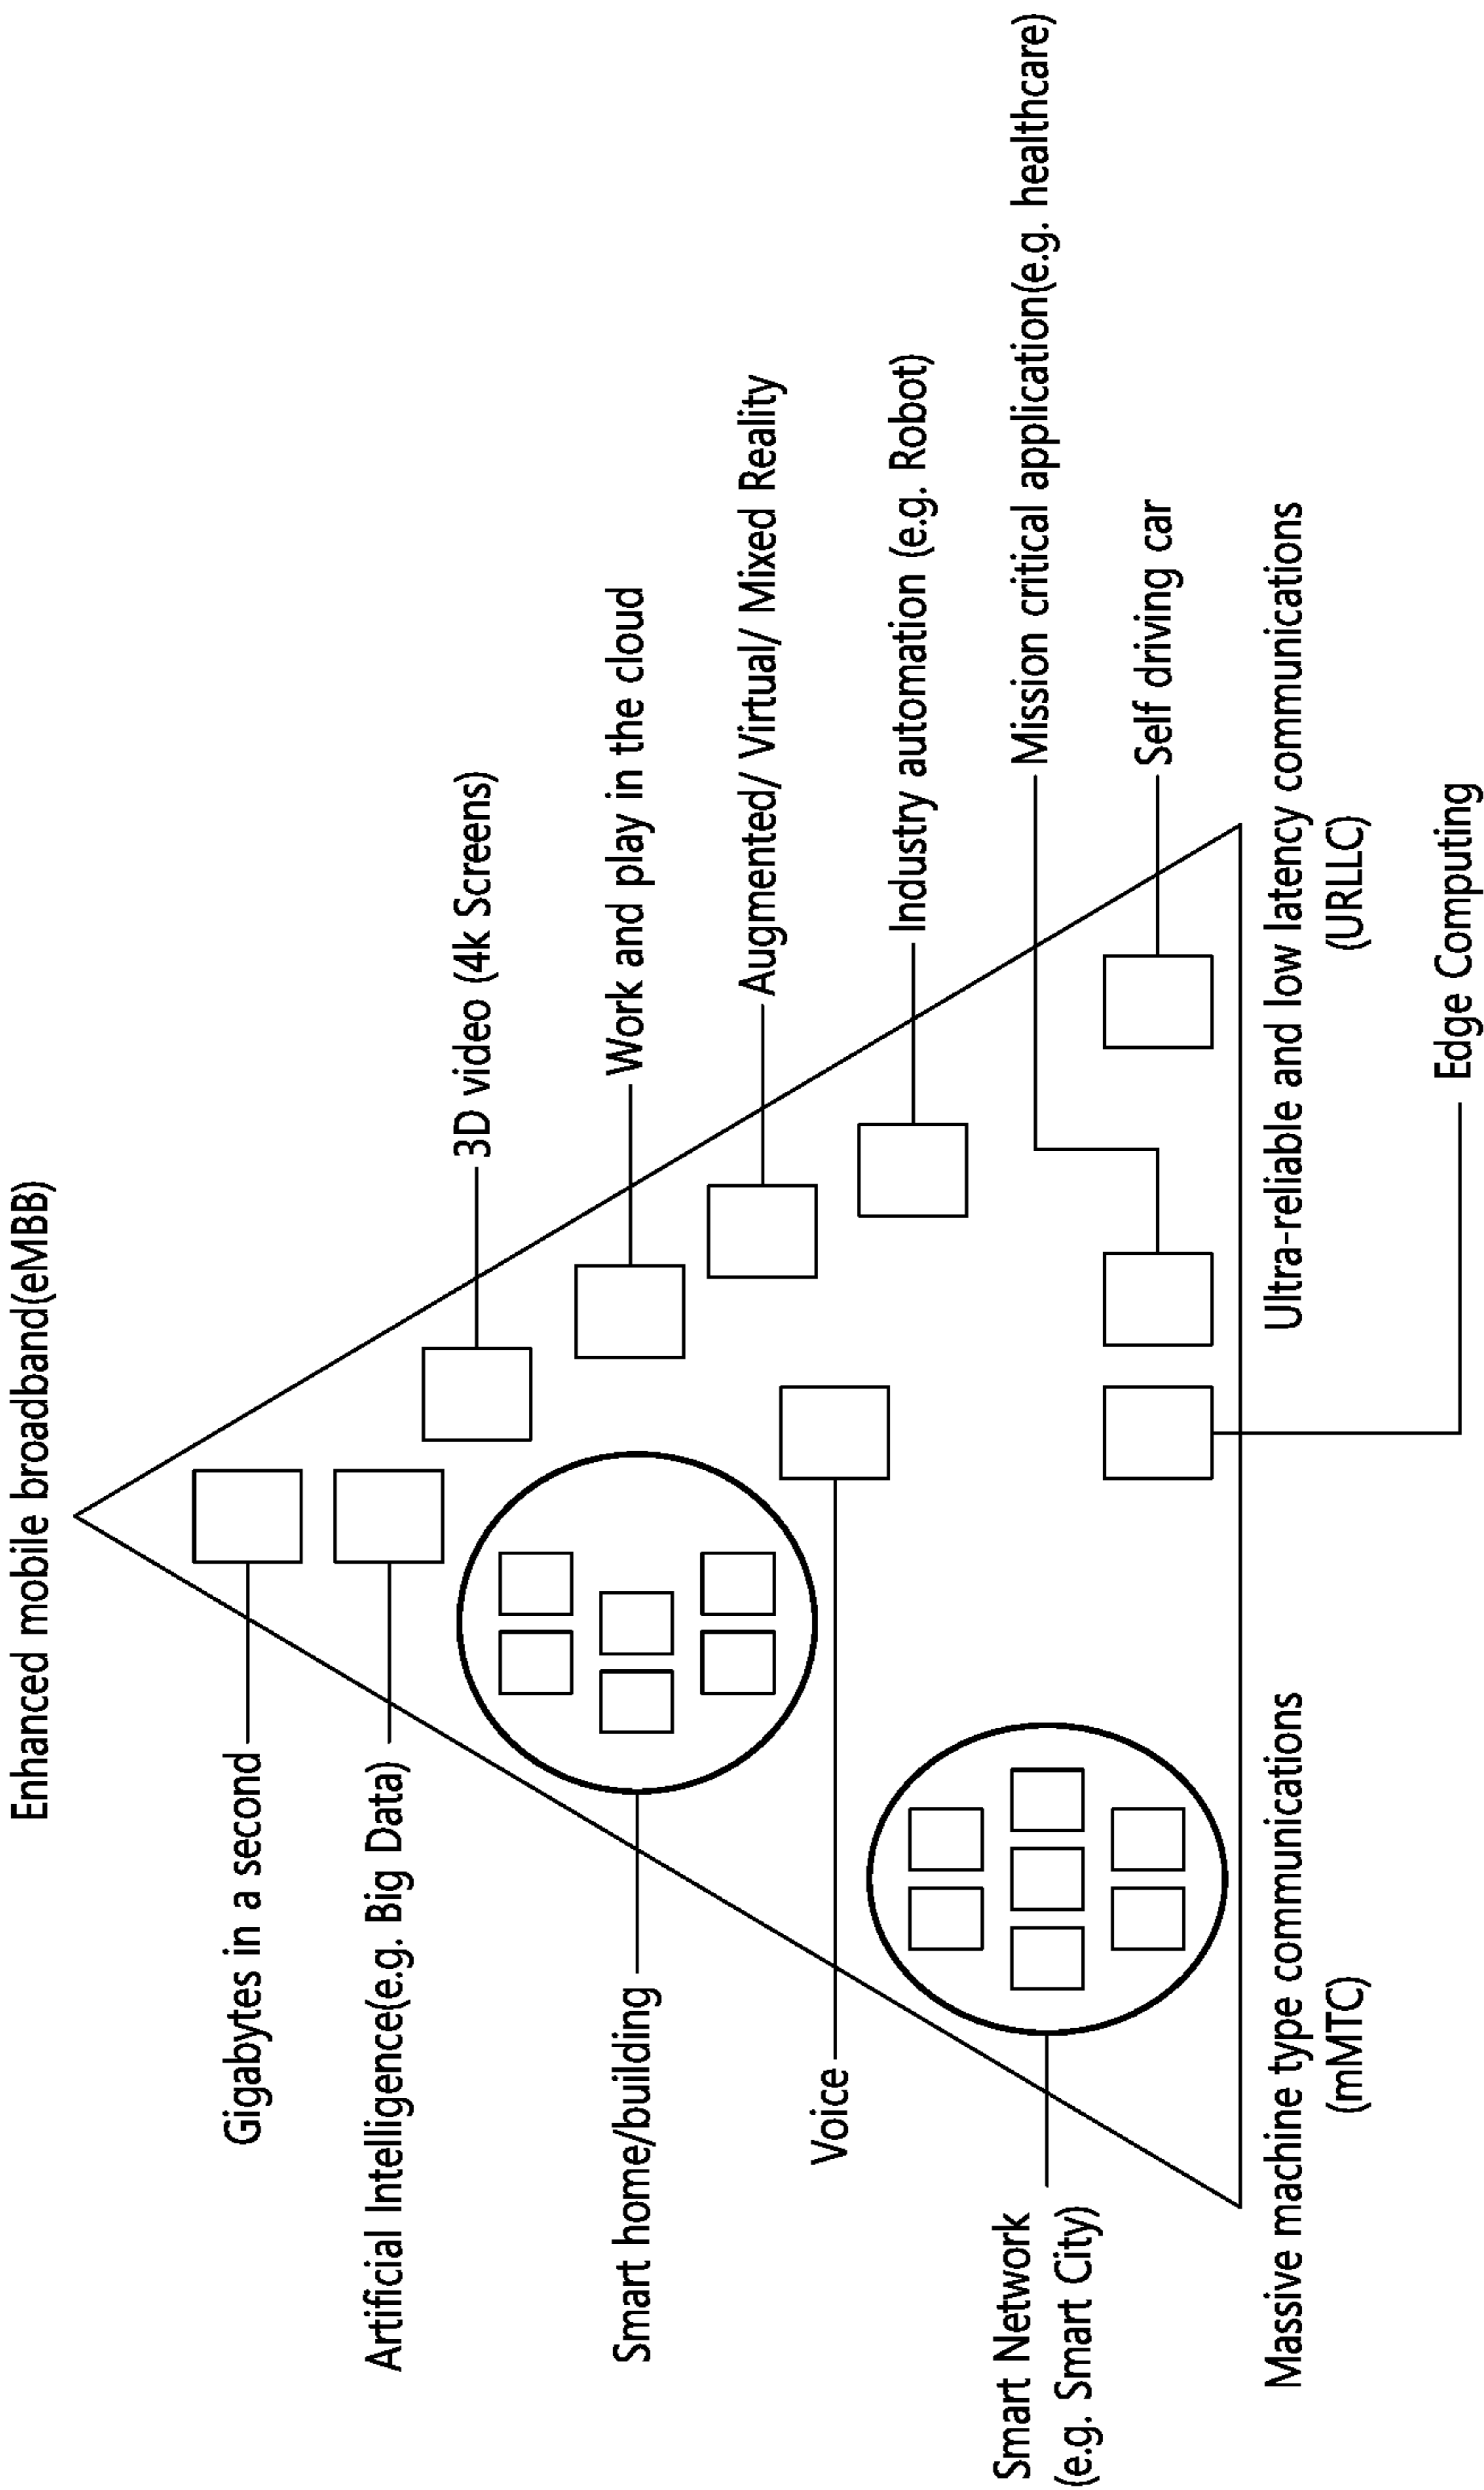 Enhanced mobile broadband(eMBB)
Gigabytes in a second
Artificial Intelligence(e.g. Big Data)
3D video (4k Screens)
Smart home/building
Work and play in the cloud
Augmented/ Virtual/ Mixed Reality
Voice
Industry automation (e.g. Robot)
Smart Network
(e.g. Smart City)
Mission critical application(e.g. healthcare)
Self driving car
Massive machine type communications
(mMTC)
Ultra-reliable and low latency communications
(URLLC)
Edge Computing